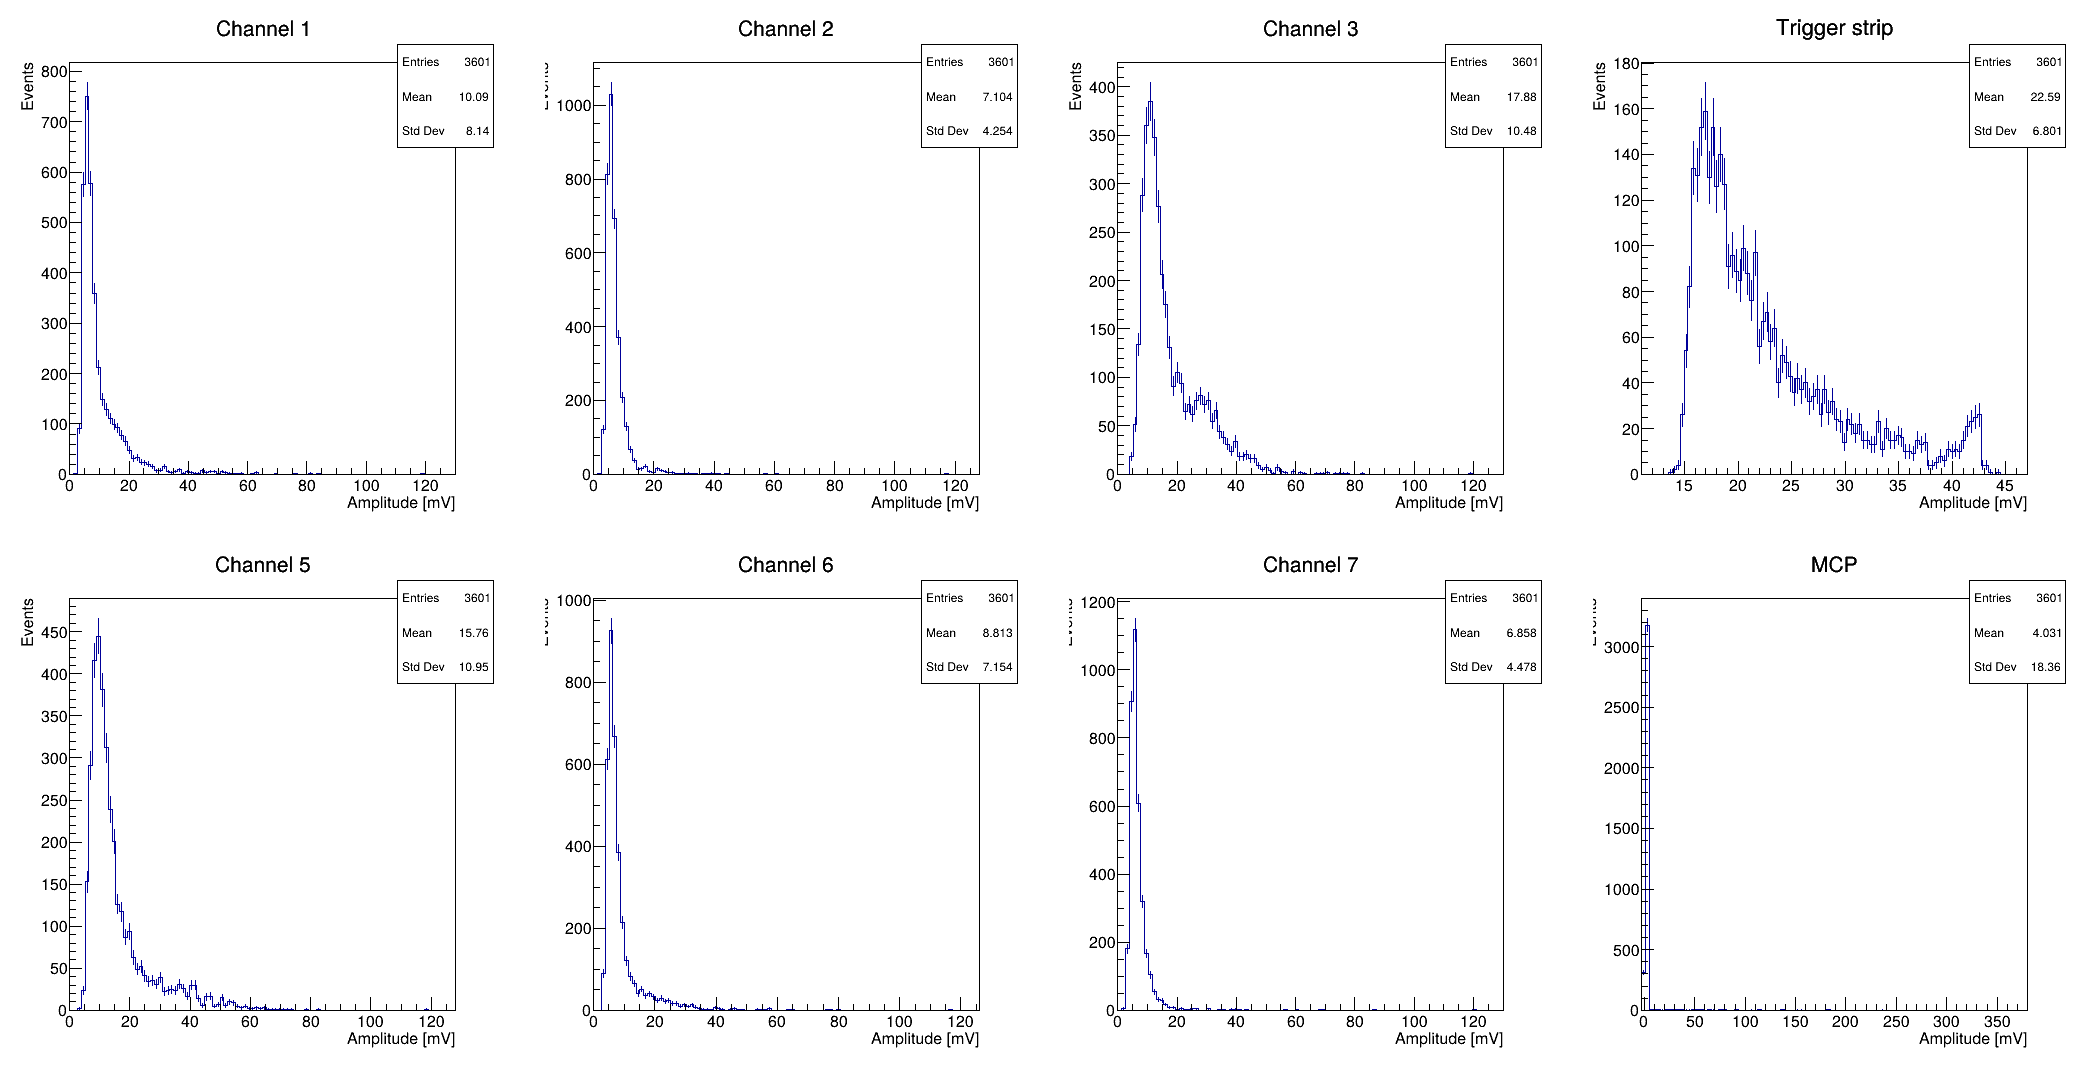 Channel 1
Events
Entries 3601
Mean 10.09
Std Dev 8.14
800
700
600
500
400
300
200
100
0
0 20 40 60 80 100 120
Amplitude [mV]
Channel 2
Entries 3601
Mean 7.104
Std Dev 4.254
1000
800
600
400
200
0
0 20 40 60 80 100 120
Amplitude [mV]
Channel 3
Events
Entries 3601
Mean 17.88
Std Dev 10.48
400
350
300
250
200
150
100
50
0
0 20 40 60 80 100 120
Amplitude [mV]
Trigger strip
Events
Entries 3601
Mean 22.59
Std Dev 6.801
180
160
140
120
100
80
60
40
20
0
15 20 25 30 35 40 45
Amplitude [mV]
Channel 5
Events
Entries 3601
Mean 15.76
Std Dev 10.95
450
400
350
300
250
200
150
100
50
0
0 20 40 60 80 100 120
Amplitude [mV]
Channel 6
Entries 3601
Mean 8.813
Std Dev 7.154
1000
800
600
400
200
0
0 20 40 60 80 100 120
Amplitude [mV]
Channel 7
Entries 3601
Mean 6.858
Std Dev 4.478
1200
1000
800
600
400
200
0
0 20 40 60 80 100 120
Amplitude [mV]
MCP
Entries 3601
Mean 4.031
Std Dev 18.36
3000
2500
2000
1500
1000
500
0
0 50 100 150 200 250 300 350
Amplitude [mV]